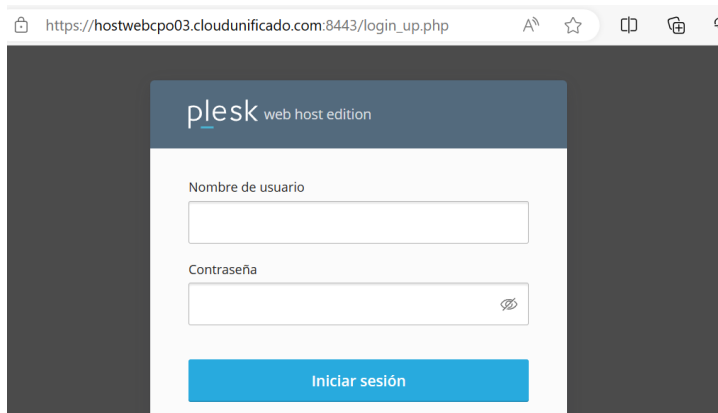 https://hostwebcpo03.cloudunificado.com:8443/login_up.php
plesk web host edition
Nombre de usuario
Contraseña
Iniciar sesión